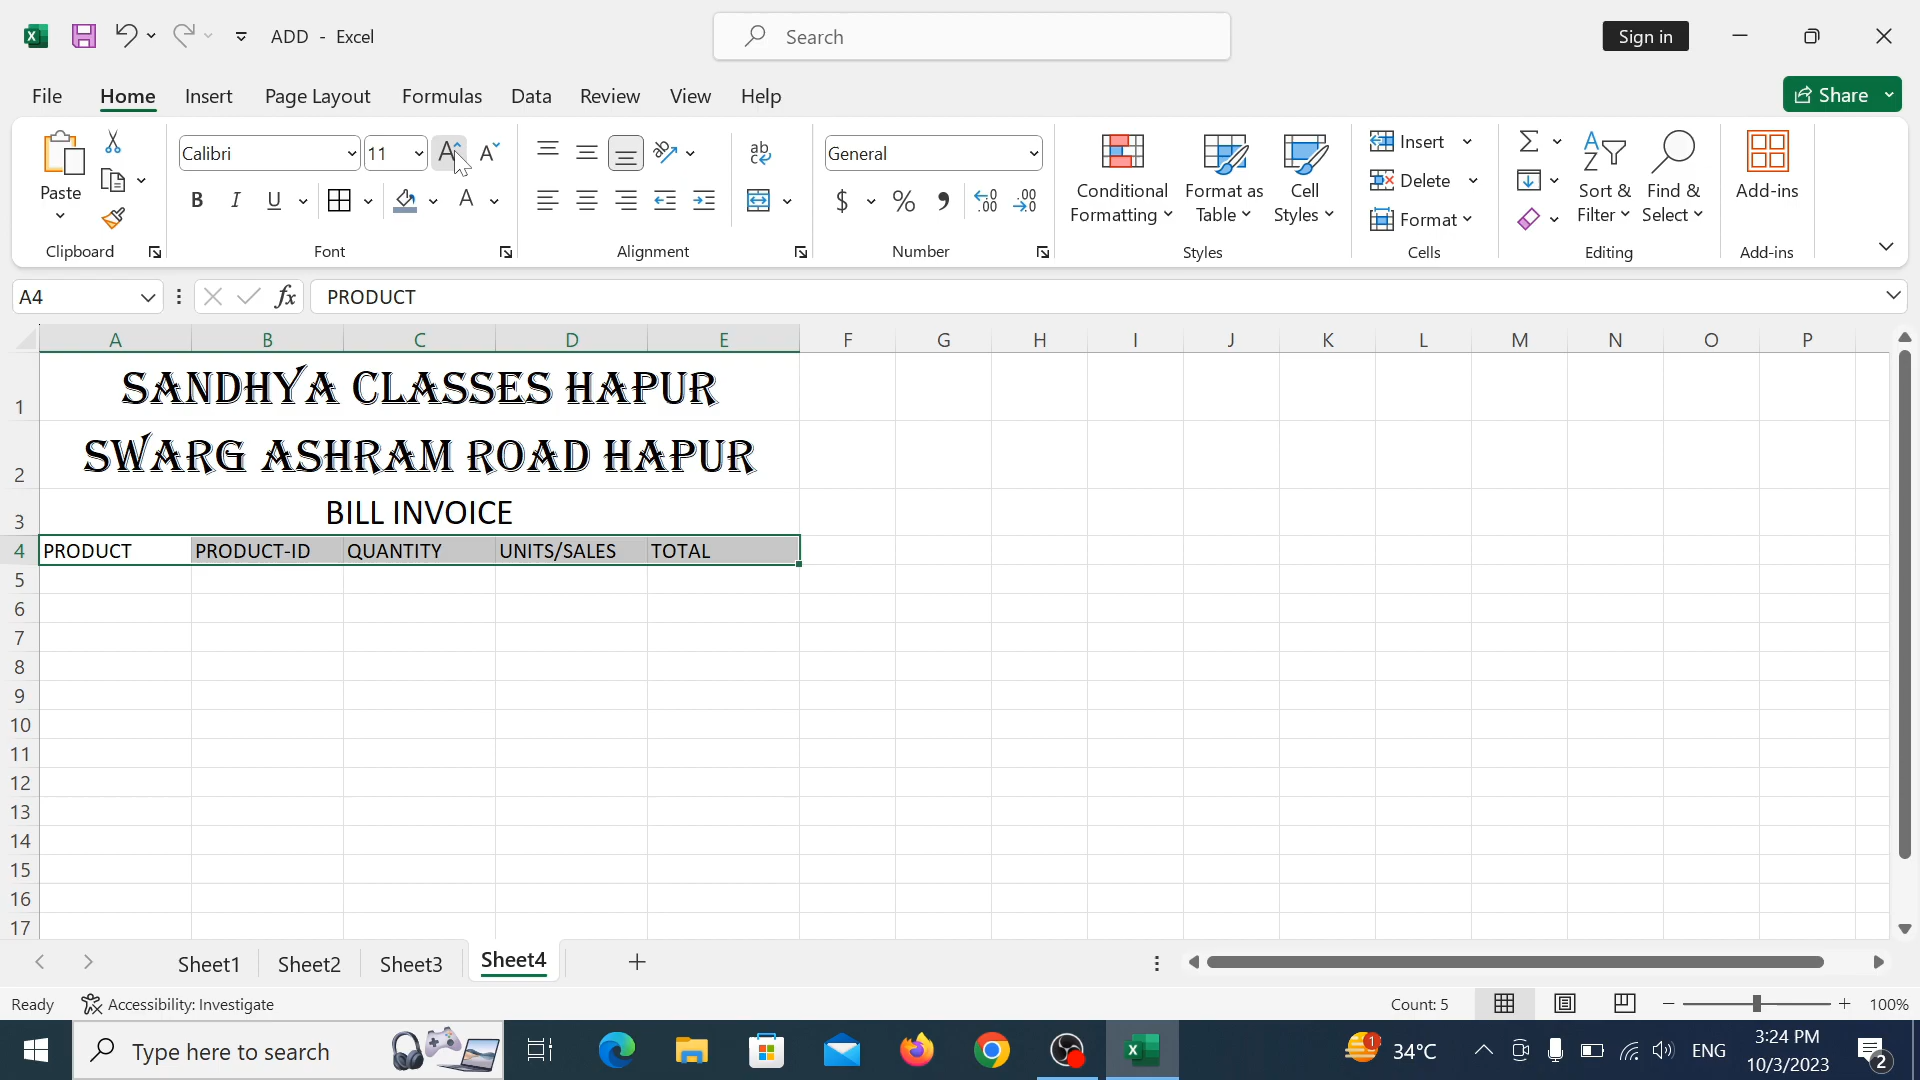 ADD - Excel
Search
Sign in
File Home Insert Page Layout Formulas Data Review View Help
Share
Paste
Clipboard
Calibri 11
B I U
Font
Alignment
General
$ % ,
Number
Conditional Formatting
Format as Table
Cell Styles
Styles
Insert
Delete
Format
Cells
Sort & Filter
Find & Select
Editing
Add-ins
Add-ins
A4 fx PRODUCT
A B C D E F G H I J K L M N O P
1 SANDHYA CLASSES HAPUR
2 SWARG ASHRAM ROAD HAPUR
3 BILL INVOICE
4 PRODUCT PRODUCT-ID QUANTITY UNITS/SALES TOTAL
5
6
7
8
9
10
11
12
13
14
15
16
17
Sheet1 Sheet2 Sheet3 Sheet4
Ready Accessibility: Investigate Count: 5 100%
Type here to search
1 34°C ENG
3:24 PM
10/3/2023
2